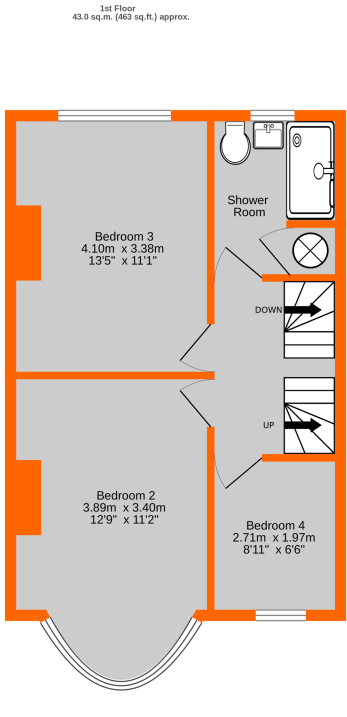 1st Floor
43.0 sq.m. (463 sq.ft.) approx.
Shower
Room
Bedroom 3
4.10m x 3.38m
13'5" x 11'1"
DOWN
UP
Bedroom 2
3.89m x 3.40m
12'9" x 11'2"
Bedroom 4
2.71m x 1.97m
8'11" x 6'6"